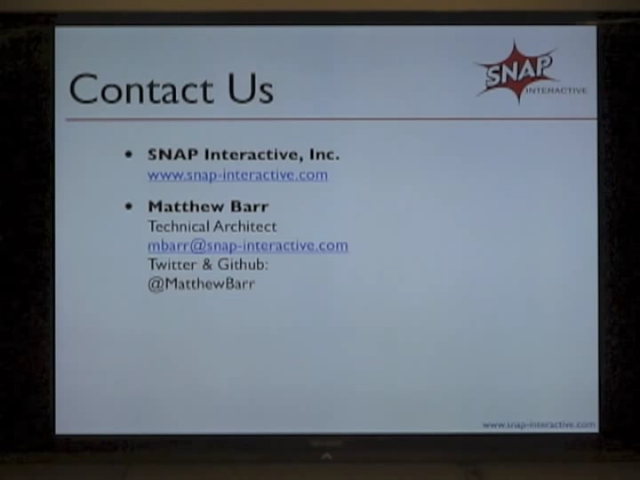 Contact Us
SNAP
INTERACTIVE
• SNAP Interactive, Inc.
www.snap-interactive.com
• Matthew Barr
Technical Architect
mbarr@snap-interactive.com
Twitter & Github:
@MatthewBarr
www.snap-interactive.com